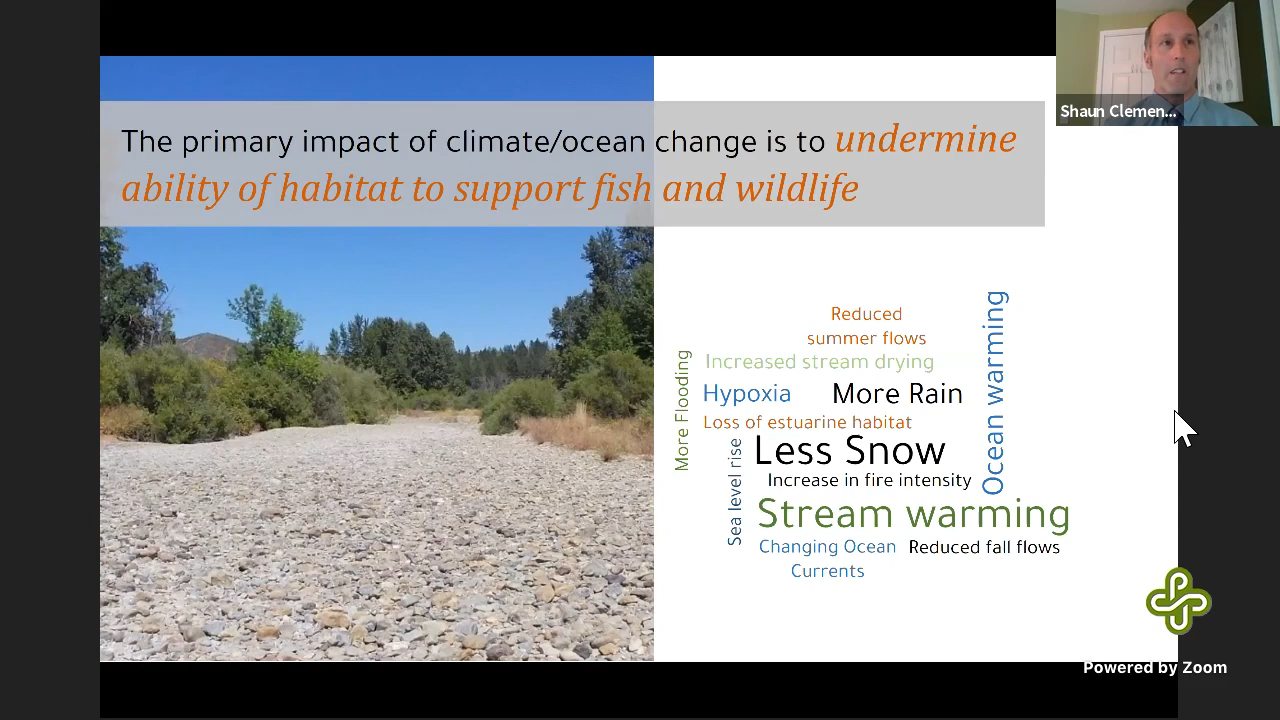 Shaun Clemen...
The primary impact of climate/ocean change is to undermine
ability of habitat to support fish and wildlife
Reduced
summer flows
Increased stream drying
More Flooding
Hypoxia
More Rain
Ocean warming
Loss of estuarine habitat
Less Snow
Sea level rise
Increase in fire intensity
Stream warming
Changing Ocean
Currents
Reduced fall flows
Powered by Zoom